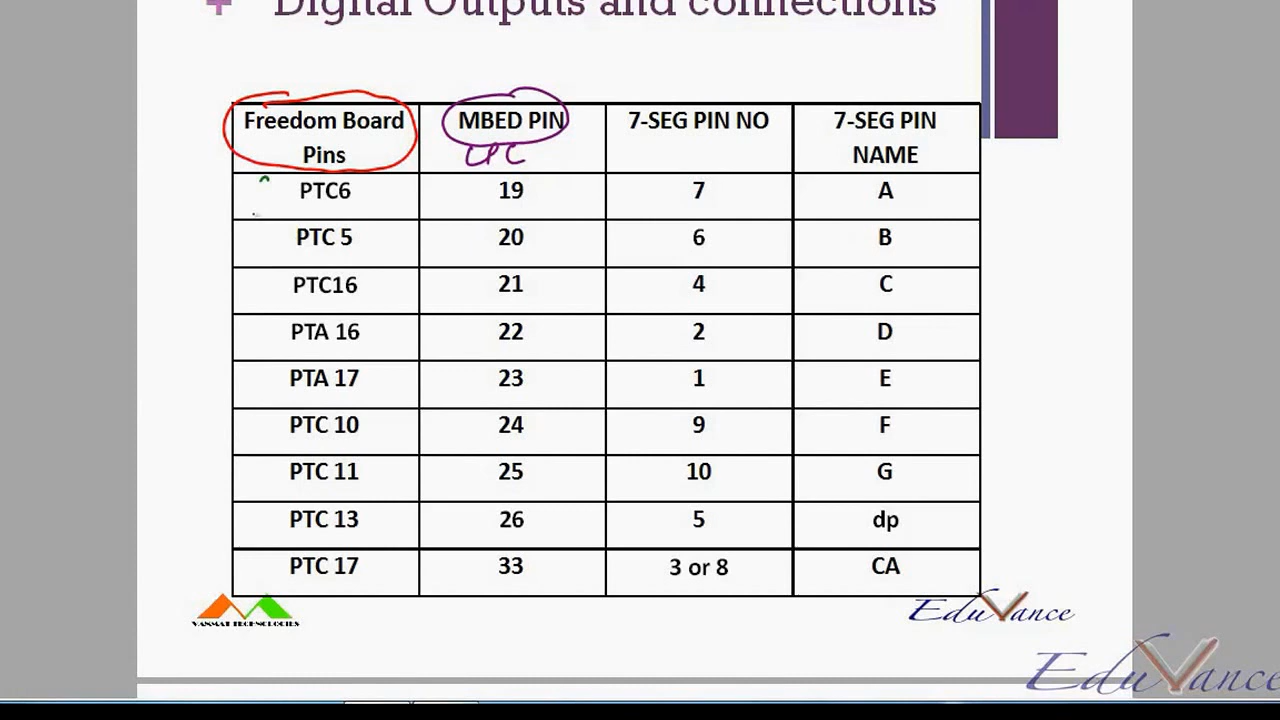 + Digital Outputs and connections
Freedom Board Pins MBED PIN 7-SEG PIN NO 7-SEG PIN NAME
LPC
PTC6 19 7 A
PTC 5 20 6 B
PTC16 21 4 C
PTA 16 22 2 D
PTA 17 23 1 E
PTC 10 24 9 F
PTC 11 25 10 G
PTC 13 26 5 dp
PTC 17 33 3 or 8 CA
VANMAT TECHNOLOGIES
EduVance
EduVance